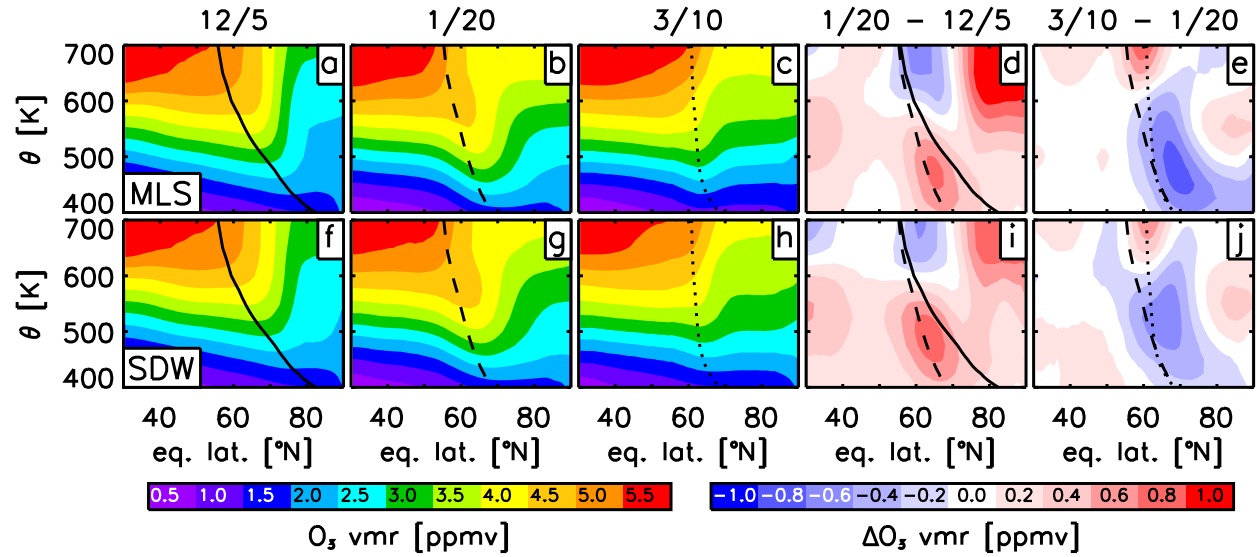 12/5 1/20 3/10 1/20 − 12/5 3/10 − 1/20
θ [K]
700
600
500
400
a
MLS
b
c
d
e
θ [K]
700
600
500
400
f
SDW
g
h
i
j
40 60 80 40 60 80 40 60 80 40 60 80 40 60 80
eq. lat. [°N] eq. lat. [°N] eq. lat. [°N] eq. lat. [°N] eq. lat. [°N]
0.5 1.0 1.5 2.0 2.5 3.0 3.5 4.0 4.5 5.0 5.5
O₃ vmr [ppmv]
−1.0 −0.8 −0.6 −0.4 −0.2 0.0 0.2 0.4 0.6 0.8 1.0
ΔO₃ vmr [ppmv]